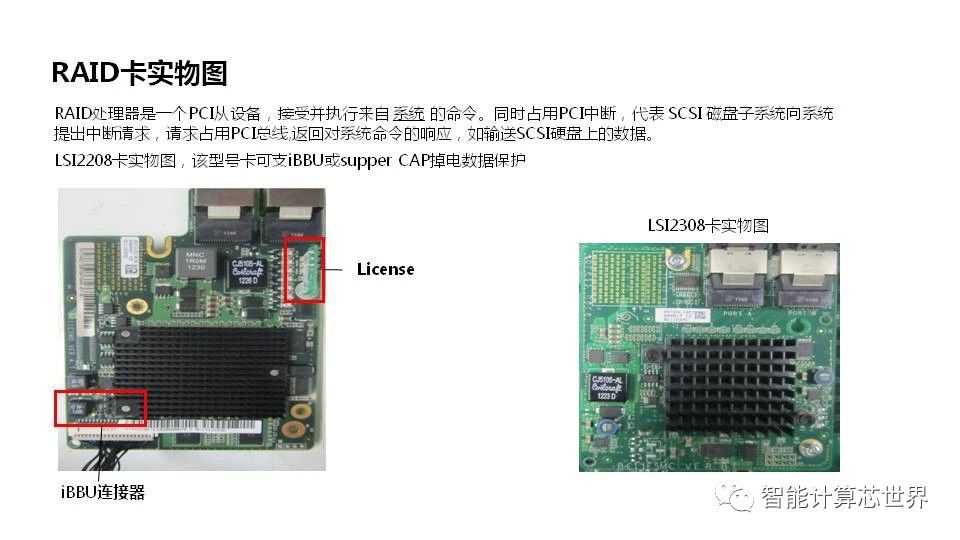 RAID卡实物图
RAID处理器是一个PCI从设备，接受并执行来自系统 的命令。同时占用PCI中断，代表 SCSI 磁盘子系统向系统
提出中断请求，请求占用PCI总线,返回对系统命令的响应，如输送SCSI硬盘上的数据。
LSI2208卡实物图，该型号卡可支iBBU或supper CAP掉电数据保护
LSI2308卡实物图
License
MNC
1R0M
1230
CJ5105-AL
Coilcraft
1226 D
PORT A
PORT B
CJ5105-AL
Coilcraft
1223 D
BC11ESMC VER
iBBU连接器
智能计算芯世界